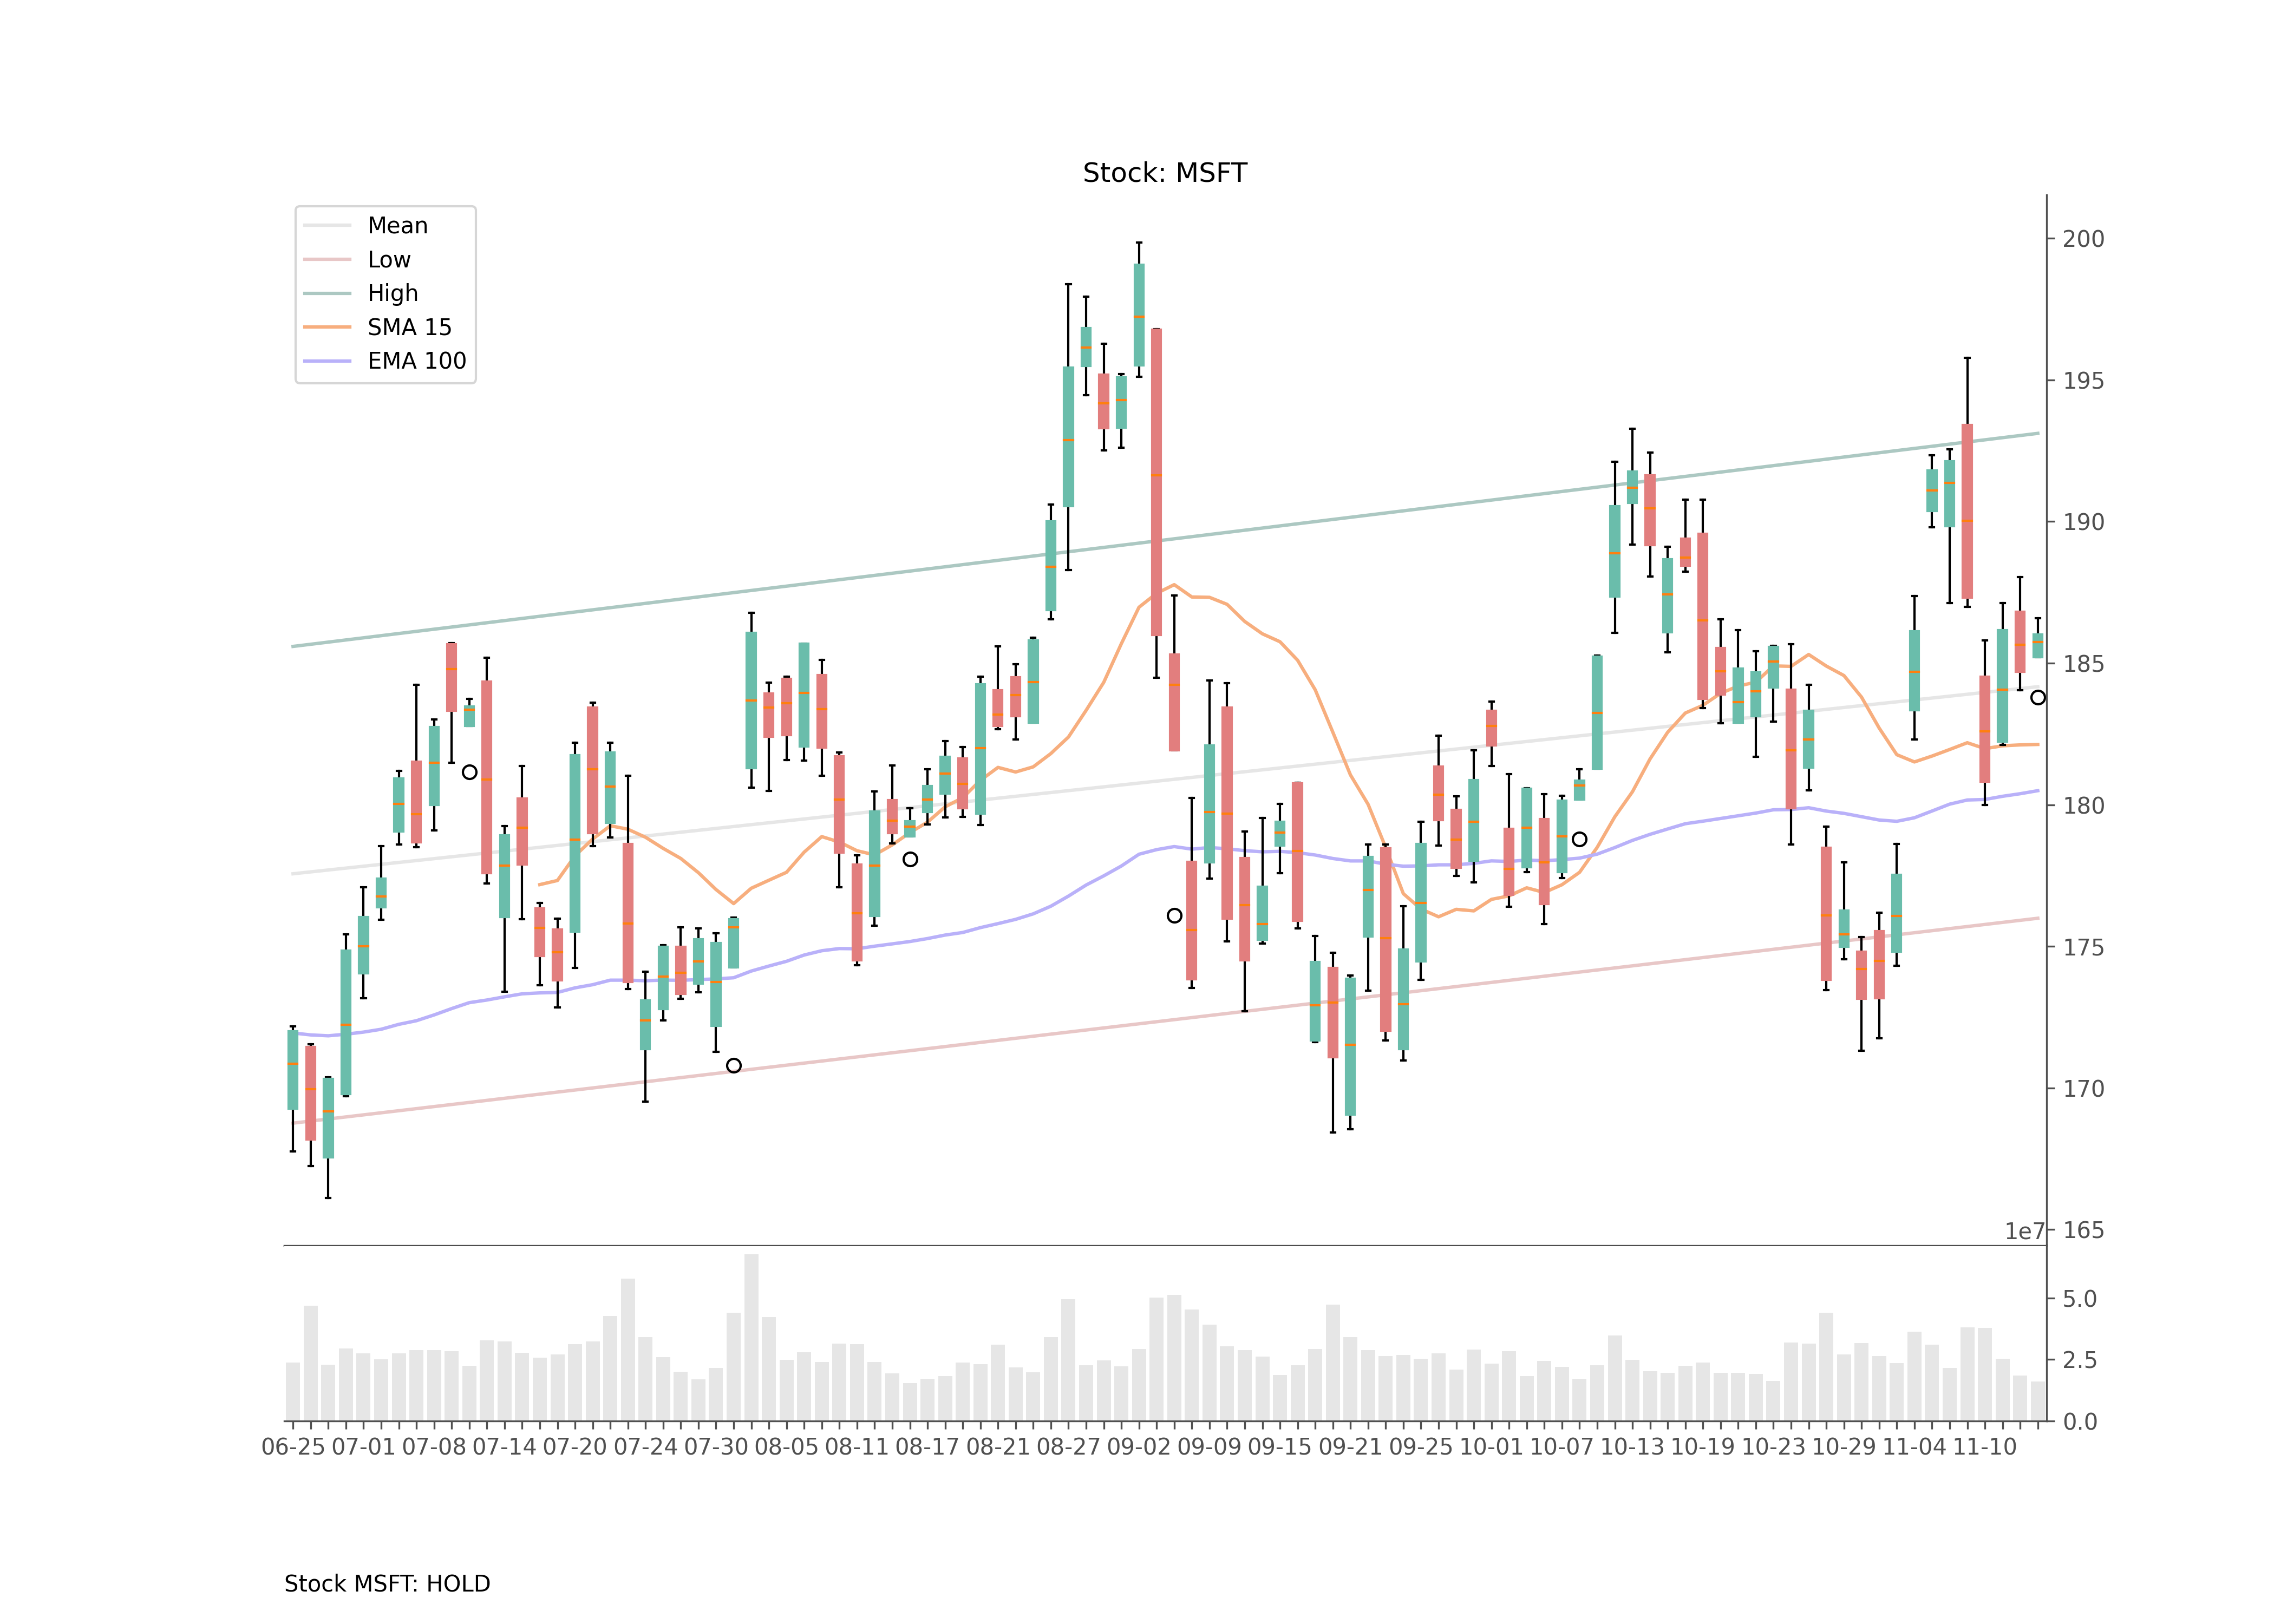 Stock: MSFT
Mean
Low
High
SMA 15
EMA 100
200
195
190
185
180
175
170
165
1e7
5.0
2.5
0.0
06-25 07-01 07-08 07-14 07-20 07-24 07-30 08-05 08-11 08-17 08-21 08-27 09-02 09-09 09-15 09-21 09-25 10-01 10-07 10-13 10-19 10-23 10-29 11-04 11-10
Stock MSFT: HOLD